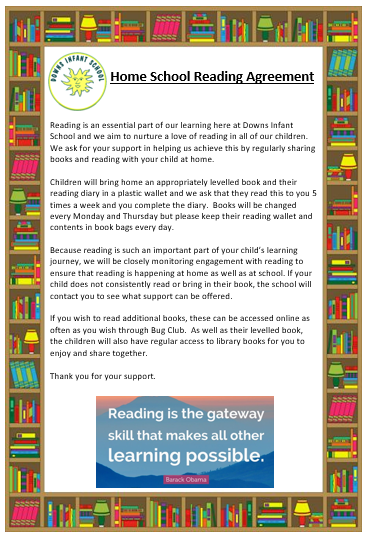 DOWNS INFANT SCHOOL
Home School Reading Agreement
Reading is an essential part of our learning here at Downs Infant
School and we aim to nurture a love of reading in all of our children.
We ask for your support in helping us achieve this by regularly sharing
books and reading with your child at home.
Children will bring home an appropriately levelled book and their
reading diary in a plastic wallet and we ask that they read this to you 5
times a week and you complete the diary.  Books will be changed
every Monday and Thursday but please keep their reading wallet and
contents in book bags every day.
Because reading is such an important part of your child's learning
journey, we will be closely monitoring engagement with reading to
ensure that reading is happening at home as well as at school. If your
child does not consistently read or bring in their book, the school will
contact you to see what support can be offered.
If you wish to read additional books, these can be accessed online as
often as you wish through Bug Club.  As well as their levelled book,
the children will also have regular access to library books for you to
enjoy and share together.
Thank you for your support.
Reading is the gateway
skill that makes all other
learning possible.
Barack Obama